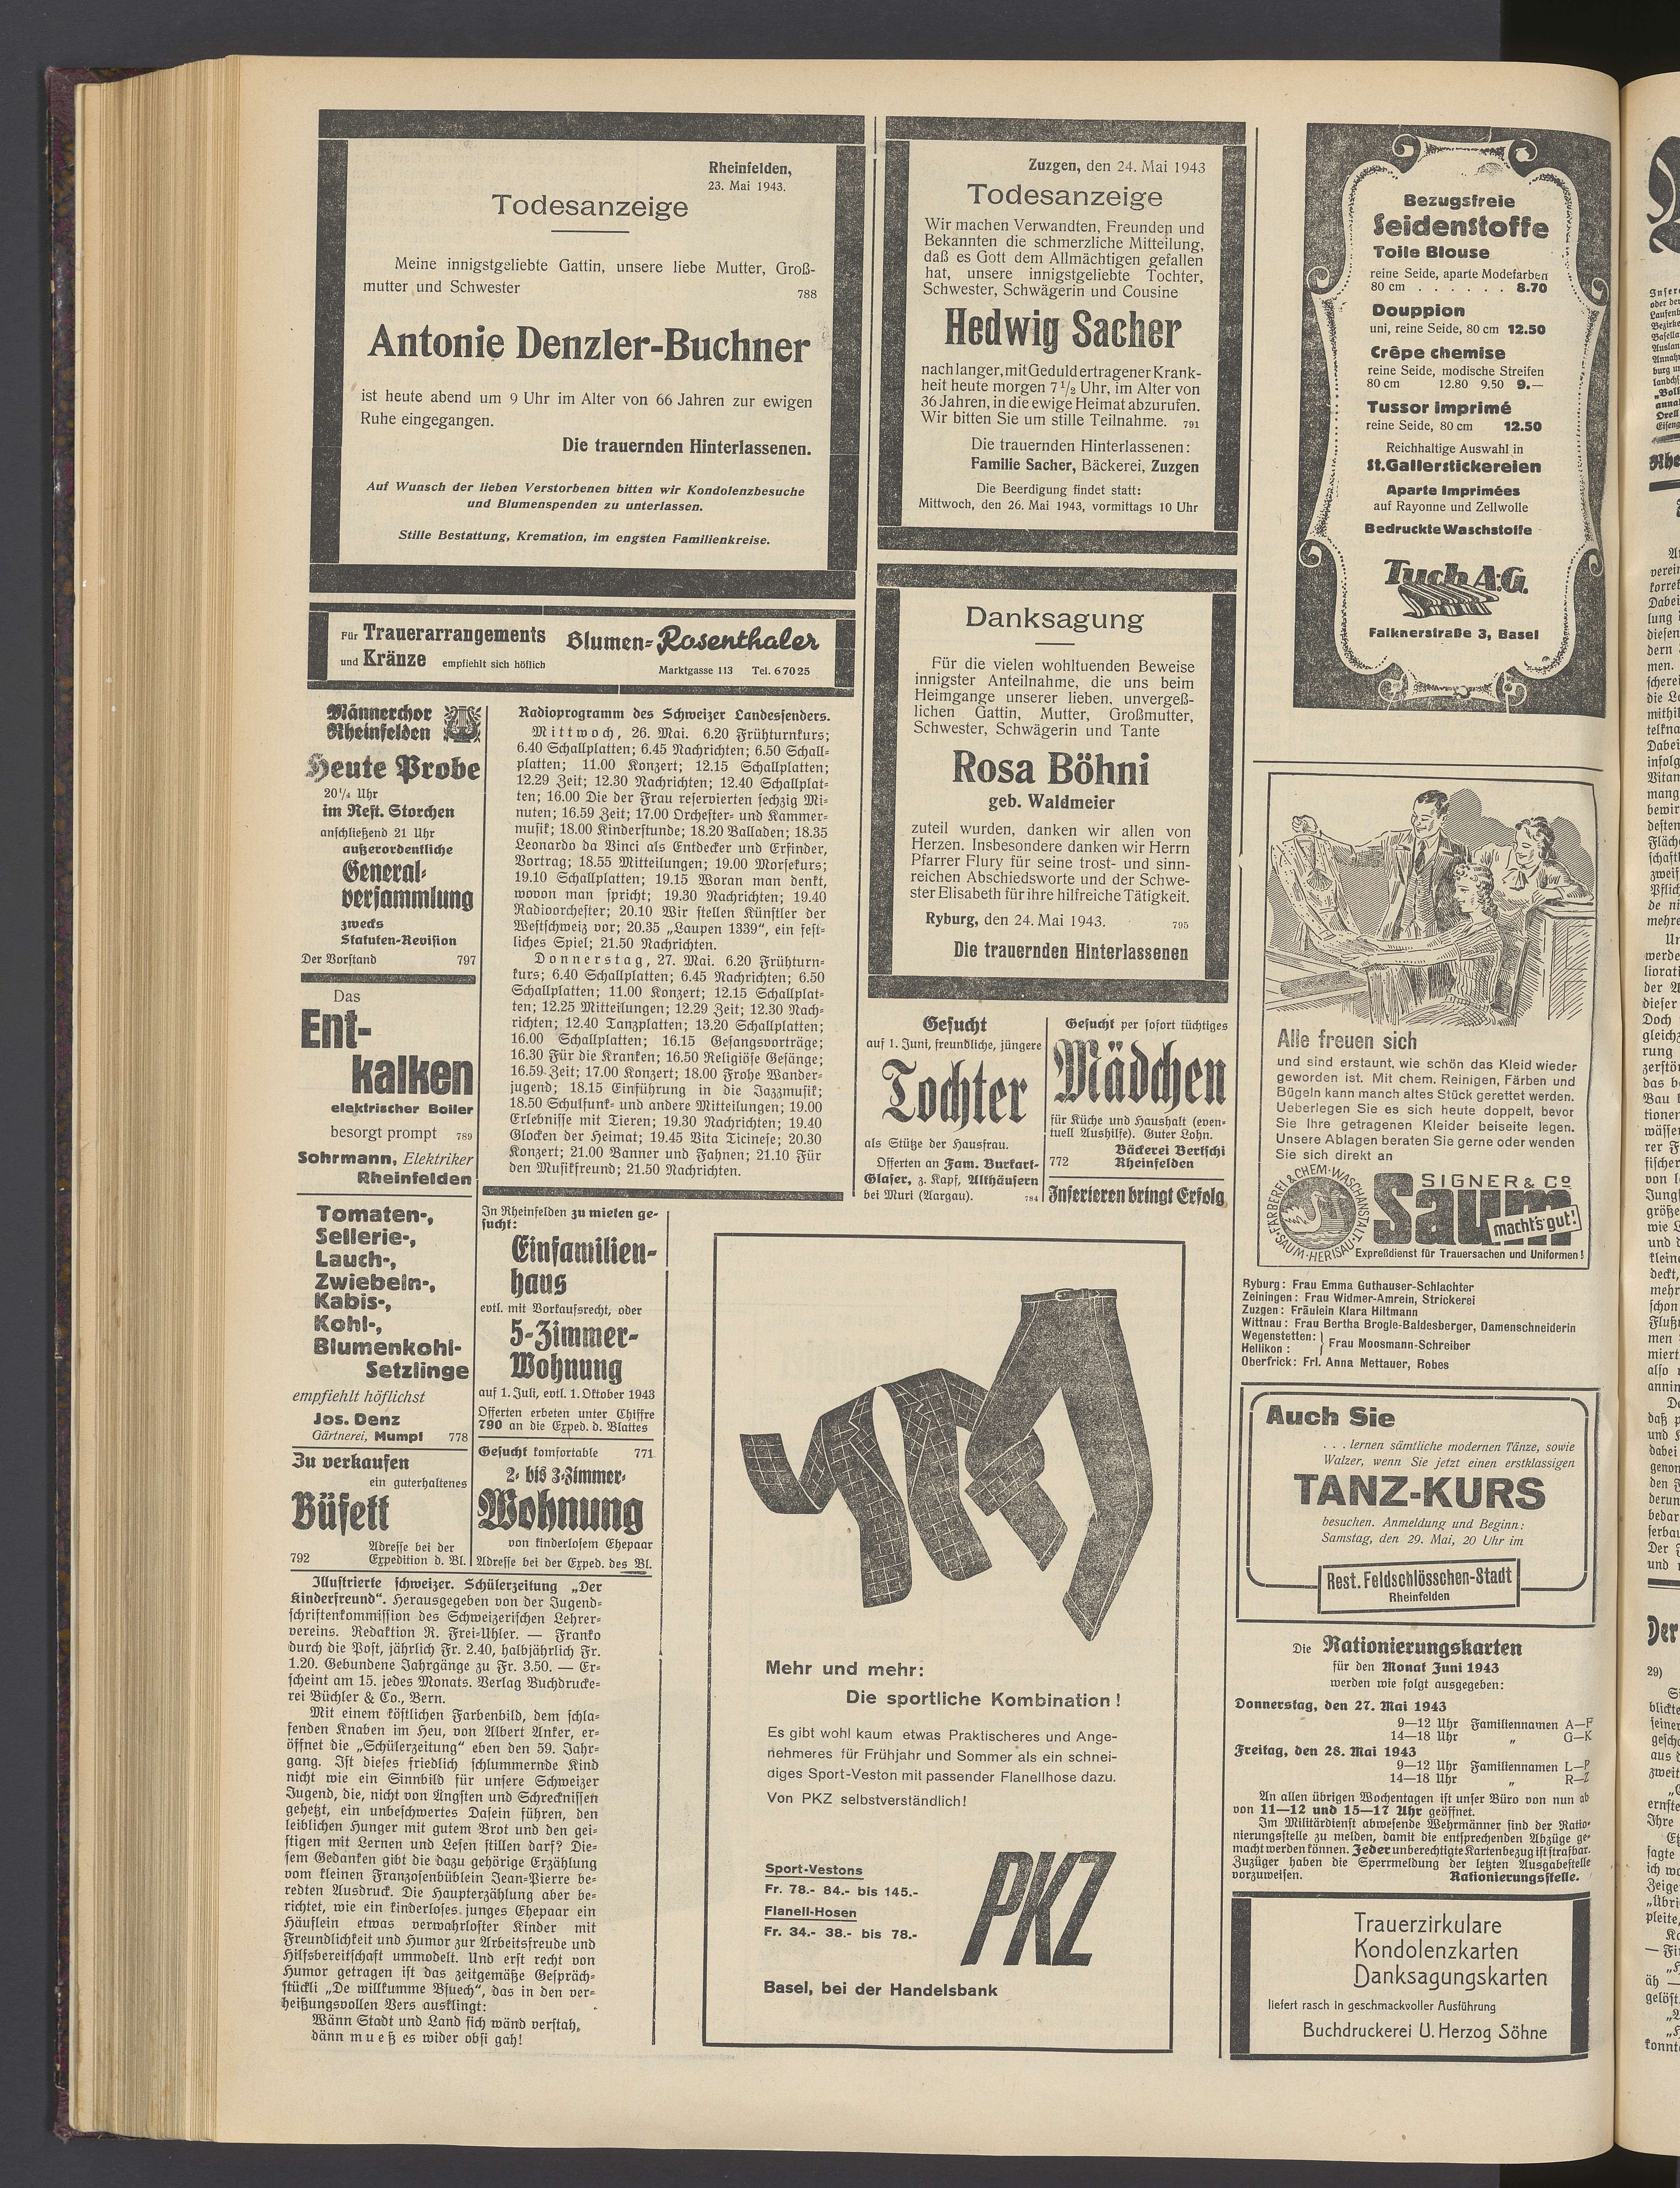 Rheinfelden,
23. Mai 1943.
Todesanzeige
Meine innigstgeliebte Gattin, unsere liebe Mutter, Groß-
mutter und Schwester
788
Antonie Denzler-Buchner
ist heute abend um 9 Uhr im Alter von 66 Jahren zur ewigen
Ruhe eingegangen.
Die trauernden Hinterlassenen.
Auf Wunsch der lieben Verstorbenen bitten wir Kondolenzbesuche
und Blumenspenden zu unterlassen.
Stille Bestattung, Kremation, im engsten Familienkreise.
Für Trauerarrangements
und Kränze empfiehlt sich höflich
Blumen-Rosenthaler
Marktgasse 113 Tel. 6 70 25
Männerchor
Rheinfelden
Heute Probe
20¼ Uhr
im Rest. Storchen
anschließend 21 Uhr
außerordentliche
General-
versammlung
zwecks
Statuten-Revision
Der Vorstand 797
Das
Ent-
kalken
elektrischer Boiler
besorgt prompt 789
Sohrmann, Elektriker
Rheinfelden
Tomaten-,
Sellerie-,
Lauch-,
Zwiebeln-,
Kabis-,
Kohl-,
Blumenkohl-
Setzlinge
empfiehlt höflichst
Jos. Denz
Gärtnerei, Mumpf 778
Zu verkaufen
ein guterhaltenes
Büfett
Adresse bei der
792 Expedition d. Bl.
Radioprogramm des Schweizer Landessenders.
Mittwoch, 26. Mai. 6.20 Frühturnkurs;
6.40 Schallplatten; 6.45 Nachrichten; 6.50 Schall-
platten; 11.00 Konzert; 12.15 Schallplatten;
12.29 Zeit; 12.30 Nachrichten; 12.40 Schallplat-
ten; 16.00 Die der Frau reservierten sechzig Mi-
nuten; 16.59 Zeit; 17.00 Orchester- und Kammer-
musik; 18.00 Kinderstunde; 18.20 Balladen; 18.35
Leonardo da Vinci als Entdecker und Erfinder,
Vortrag; 18.55 Mitteilungen; 19.00 Morsekurs;
19.10 Schallplatten; 19.15 Woran man denkt,
wovon man spricht; 19.30 Nachrichten; 19.40
Radioorchester; 20.10 Wir stellen Künstler der
Westschweiz vor; 20.35 „Laupen 1339“, ein fest-
liches Spiel; 21.50 Nachrichten.
Donnerstag, 27. Mai. 6.20 Frühturn-
kurs; 6.40 Schallplatten; 6.45 Nachrichten; 6.50
Schallplatten; 11.00 Konzert; 12.15 Schallplat-
ten; 12.25 Mitteilungen; 12.29 Zeit; 12.30 Nach-
richten; 12.40 Tanzplatten; 13.20 Schallplatten;
16.00 Schallplatten; 16.15 Gesangsvorträge;
16.30 Für die Kranken; 16.50 Religiöse Gesänge;
16.59 Zeit; 17.00 Konzert; 18.00 Frohe Wander-
jugend; 18.15 Einführung in die Jazzmusik;
18.50 Schulfunk- und andere Mitteilungen; 19.00
Erlebnisse mit Tieren; 19.30 Nachrichten; 19.40
Glocken der Heimat; 19.45 Vita Ticinese; 20.30
Konzert; 21.00 Banner und Fahnen; 21.10 Für
den Musikfreund; 21.50 Nachrichten.
In Rheinfelden zu mieten ge-
sucht:
Einfamilien-
haus
evtl. mit Vorkaufsrecht, oder
5-Zimmer-
Wohnung
auf 1. Juli, evtl. 1. Oktober 1943
Offerten erbeten unter Chiffre
790 an die Exped. d. Blattes
Gesucht komfortable 771
2- bis 3-Zimmer-
Wohnung
von kinderlosem Ehepaar
Adresse bei der Exped. des Bl.
Illustrierte schweizer. Schülerzeitung „Der
Kinderfreund“. Herausgegeben von der Jugend-
schriftenkommission des Schweizerischen Lehrer-
vereins. Redaktion R. Frei-Uhler. — Franko
durch die Post, jährlich Fr. 2.40, halbjährlich Fr.
1.20. Gebundene Jahrgänge zu Fr. 3.50. — Er-
scheint am 15. jedes Monats. Verlag Buchdrucke-
rei Büchler & Co., Bern.
Mit einem köstlichen Farbenbild, dem schla-
fenden Knaben im Heu, von Albert Anker, er-
öffnet die „Schülerzeitung“ eben den 59. Jahr-
gang. Ist dieses friedlich schlummernde Kind
nicht wie ein Sinnbild für unsere Schweizer
Jugend, die, nicht von Ängsten und Schrecknissen
gehetzt, ein unbeschwertes Dasein führen, den
leiblichen Hunger mit gutem Brot und den gei-
stigen mit Lernen und Lesen stillen darf? Die-
sem Gedanken gibt die dazu gehörige Erzählung
vom kleinen Franzosenbüblein Jean-Pierre be-
redten Ausdruck. Die Haupterzählung aber be-
richtet, wie ein kinderloses junges Ehepaar ein
Häuflein etwas verwahrloster Kinder mit
Freundlichkeit und Humor zur Arbeitsfreude und
Hilfsbereitschaft ummodelt. Und erst recht von
Humor getragen ist das zeitgemäße Gespräch-
stückli „De willkumme Bsuech“, das in den ver-
heißungsvollen Vers ausklingt:
Wänn Stadt und Land sich wänd verstah,
dänn mueß es wider obsi gah!
Zuzgen, den 24. Mai 1943
Todesanzeige
Wir machen Verwandten, Freunden und
Bekannten die schmerzliche Mitteilung,
daß es Gott dem Allmächtigen gefallen
hat, unsere innigstgeliebte Tochter,
Schwester, Schwägerin und Cousine
Hedwig Sacher
nach langer, mit Geduld ertragener Krank-
heit heute morgen 7½ Uhr, im Alter von
36 Jahren, in die ewige Heimat abzurufen.
Wir bitten Sie um stille Teilnahme. 791
Die trauernden Hinterlassenen:
Familie Sacher, Bäckerei, Zuzgen
Die Beerdigung findet statt:
Mittwoch, den 26. Mai 1943, vormittags 10 Uhr
Danksagung
Für die vielen wohltuenden Beweise
innigster Anteilnahme, die uns beim
Heimgange unserer lieben, unvergeß-
lichen Gattin, Mutter, Großmutter,
Schwester, Schwägerin und Tante
Rosa Böhni
geb. Waldmeier
zuteil wurden, danken wir allen von
Herzen. Insbesondere danken wir Herrn
Pfarrer Flury für seine trost- und sinn-
reichen Abschiedsworte und der Schwe-
ster Elisabeth für ihre hilfreiche Tätigkeit.
Ryburg, den 24. Mai 1943. 795
Die trauernden Hinterlassenen
Gesucht
auf 1. Juni, freundliche, jüngere
Tochter
als Stütze der Hausfrau.
Offerten an Fam. Burkart-
Glaser, z. Kapf, Althäusern
bei Muri (Aargau). 784
Gesucht per sofort tüchtiges
Mädchen
für Küche und Haushalt (even-
tuell Aushilfe). Guter Lohn.
Bäckerei Bertschi
772 Rheinfelden
Inserieren bringt Erfolg
Mehr und mehr:
Die sportliche Kombination!
Es gibt wohl kaum etwas Praktischeres und Ange-
nehmeres für Frühjahr und Sommer als ein schnei-
diges Sport-Veston mit passender Flanellhose dazu.
Von PKZ selbstverständlich!
Sport-Vestons
Fr. 78.- 84.- bis 145.-
Flanell-Hosen
Fr. 34.- 38.- bis 78.-
PKZ
Basel, bei der Handelsbank
Bezugsfreie
Seidenstoffe
Toile Blouse
reine Seide, aparte Modefarben
80 cm . . . . . . 8.70
Douppion
uni, reine Seide, 80 cm 12.50
Crêpe chemise
reine Seide, modische Streifen
80 cm 12.80 9.50 9.—
Tussor imprimé
reine Seide, 80 cm 12.50
Reichhaltige Auswahl in
St. Gallerstickereien
Aparte Imprimées
auf Rayonne und Zellwolle
Bedruckte Waschstoffe
Tuch A.G.
Falknerstraße 3, Basel
Alle freuen sich
und sind erstaunt, wie schön das Kleid wieder
geworden ist. Mit chem. Reinigen, Färben und
Bügeln kann manch altes Stück gerettet werden.
Ueberlegen Sie es sich heute doppelt, bevor
Sie Ihre getragenen Kleider beiseite legen.
Unsere Ablagen beraten Sie gerne oder wenden
Sie sich direkt an
FÄRBEREI & CHEM. WASCHANSTALT
SAUM-HERISAU
SIGNER & Co
Saum
macht's gut!
Expreßdienst für Trauersachen und Uniformen!
Ryburg: Frau Emma Guthauser-Schlachter
Zeiningen: Frau Widmer-Amrein, Strickerei
Zuzgen: Fräulein Klara Hiltmann
Wittnau: Frau Bertha Brogle-Baldesberger, Damenschneiderin
Wegenstetten: } Frau Moosmann-Schreiber
Hellikon:
Oberfrick: Frl. Anna Mettauer, Robes
Auch Sie
. . . lernen sämtliche modernen Tänze, sowie
Walzer, wenn Sie jetzt einen erstklassigen
TANZ-KURS
besuchen. Anmeldung und Beginn:
Samstag, den 29. Mai, 20 Uhr im
Rest. Feldschlösschen-Stadt
Rheinfelden
Die Rationierungskarten
für den Monat Juni 1943
werden wie folgt ausgegeben:
Donnerstag, den 27. Mai 1943
9—12 Uhr Familiennamen A—F
14—18 Uhr „ G—K
Freitag, den 28. Mai 1943
9—12 Uhr Familiennamen L—P
14—18 Uhr „ R—Z
An allen übrigen Wochentagen ist unser Büro von nun ab
von 11—12 und 15—17 Uhr geöffnet.
Im Militärdienst abwesende Wehrmänner sind der Ratio-
nierungsstelle zu melden, damit die entsprechenden Abzüge ge-
macht werden können. Jeder unberechtigte Kartenbezug ist strafbar.
Zuzüger haben die Sperrmeldung der letzten Ausgabestelle
vorzuweisen. Rationierungsstelle.
Trauerzirkulare
Kondolenzkarten
Danksagungskarten
liefert rasch in geschmackvoller Ausführung
Buchdruckerei U. Herzog Söhne